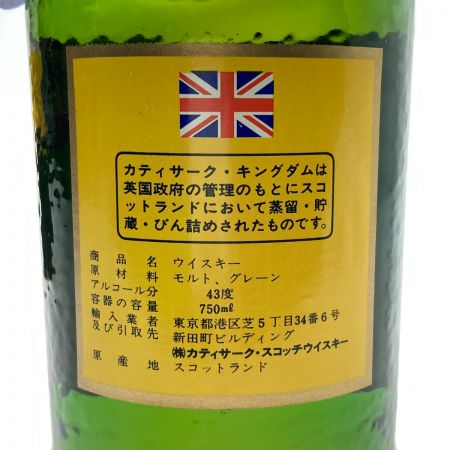 カティサーク・キングダムは
英国政府の管理のもとにスコ
ットランドにおいて蒸留・貯
蔵・びん詰めされたものです。
商品名 ウイスキー
原材料 モルト、グレーン
アルコール分 43度
容器の容量 750mℓ
輸入業者 東京都港区芝5丁目34番6号
及び引取先 新田町ビルディング
㈱カティサーク・スコッチウイスキー
原産地 スコットランド